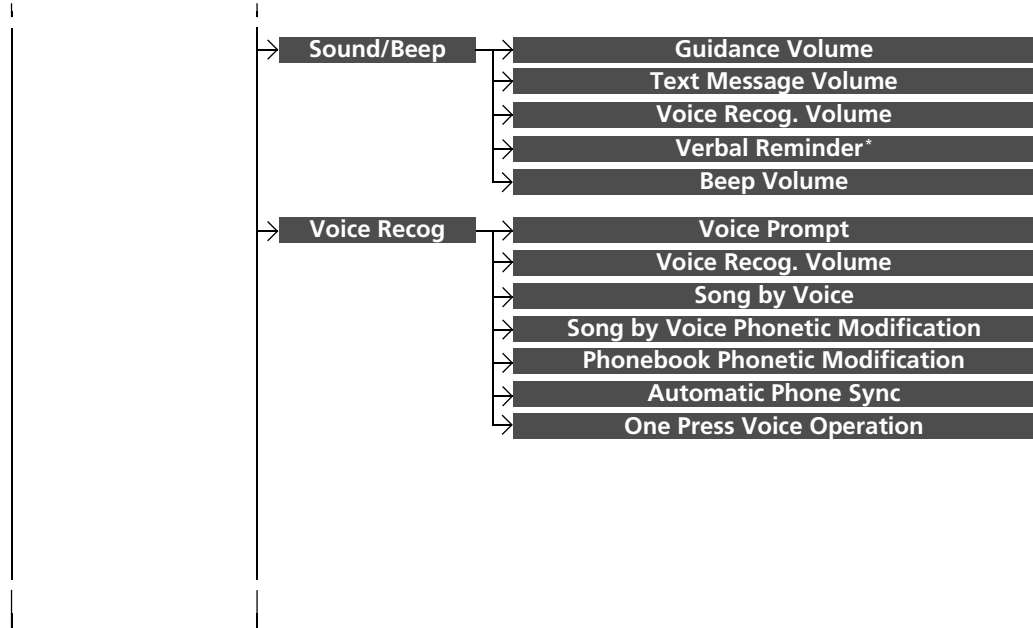 Sound/Beep
Guidance Volume
Text Message Volume
Voice Recog. Volume
Verbal Reminder*
Beep Volume
Voice Recog
Voice Prompt
Voice Recog. Volume
Song by Voice
Song by Voice Phonetic Modification
Phonebook Phonetic Modification
Automatic Phone Sync
One Press Voice Operation